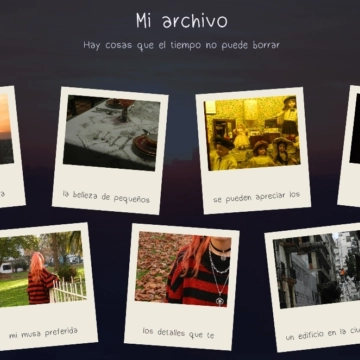 Mi archivo
Hay cosas que el tiempo no puede borrar
la belleza de pequeños
se pueden apreciar los
mi musa preferida
los detalles que te
un edificio en la